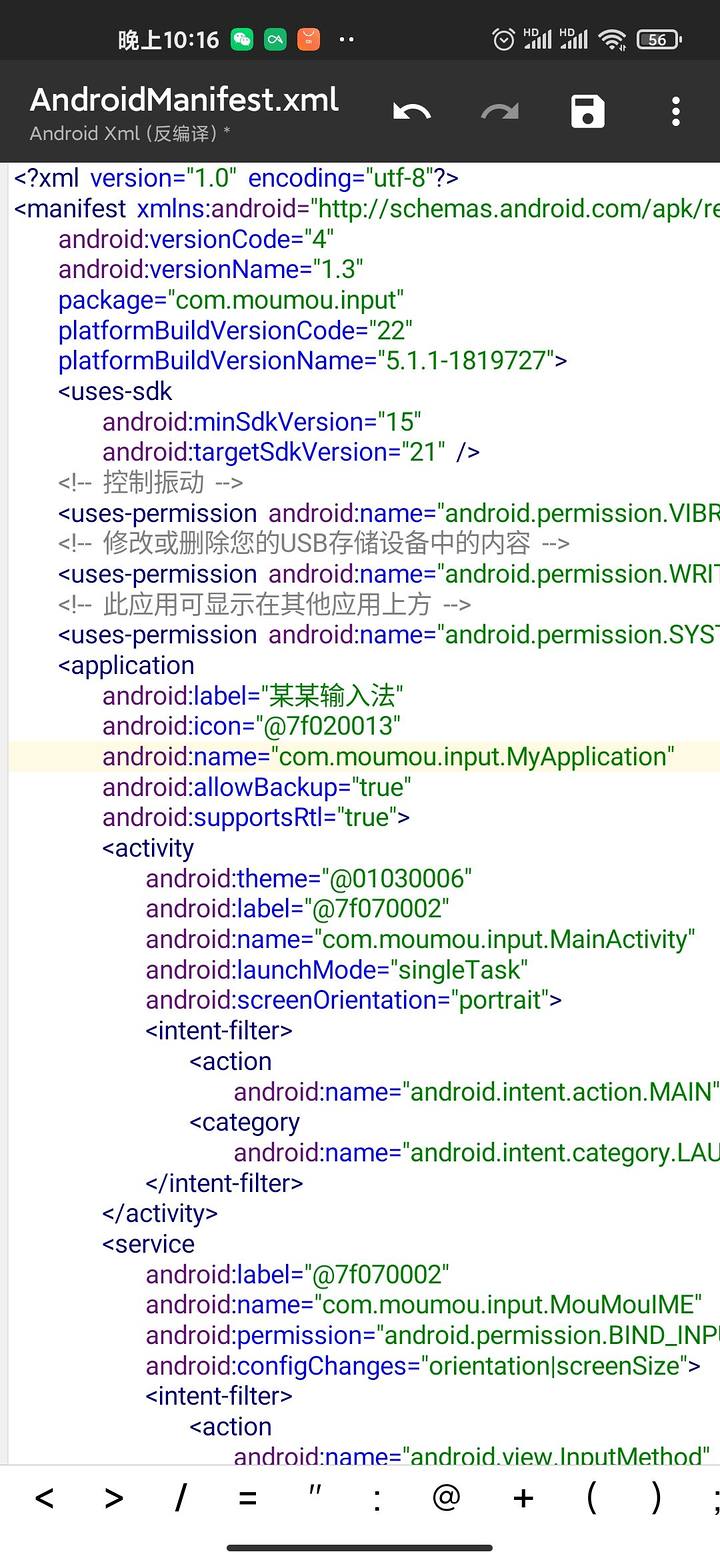 晚上10:16
HD HD 56
AndroidManifest.xml
Android Xml (反编译) *
<?xml version="1.0" encoding="utf-8"?>
<manifest xmlns:android="http://schemas.android.com/apk/re
android:versionCode="4"
android:versionName="1.3"
package="com.moumou.input"
platformBuildVersionCode="22"
platformBuildVersionName="5.1.1-1819727">
<uses-sdk
android:minSdkVersion="15"
android:targetSdkVersion="21" />
<!-- 控制振动 -->
<uses-permission android:name="android.permission.VIBR
<!-- 修改或删除您的USB存储设备中的内容 -->
<uses-permission android:name="android.permission.WRIT
<!-- 此应用可显示在其他应用上方 -->
<uses-permission android:name="android.permission.SYST
<application
android:label="某某输入法"
android:icon="@7f020013"
android:name="com.moumou.input.MyApplication"
android:allowBackup="true"
android:supportsRtl="true">
<activity
android:theme="@01030006"
android:label="@7f070002"
android:name="com.moumou.input.MainActivity"
android:launchMode="singleTask"
android:screenOrientation="portrait">
<intent-filter>
<action
android:name="android.intent.action.MAIN"
<category
android:name="android.intent.category.LAU
</intent-filter>
</activity>
<service
android:label="@7f070002"
android:name="com.moumou.input.MouMouIME"
android:permission="android.permission.BIND_INPU
android:configChanges="orientation|screenSize">
<intent-filter>
<action
android:name="android.view.InputMethod"
< > / = " : @ + ( ) ;